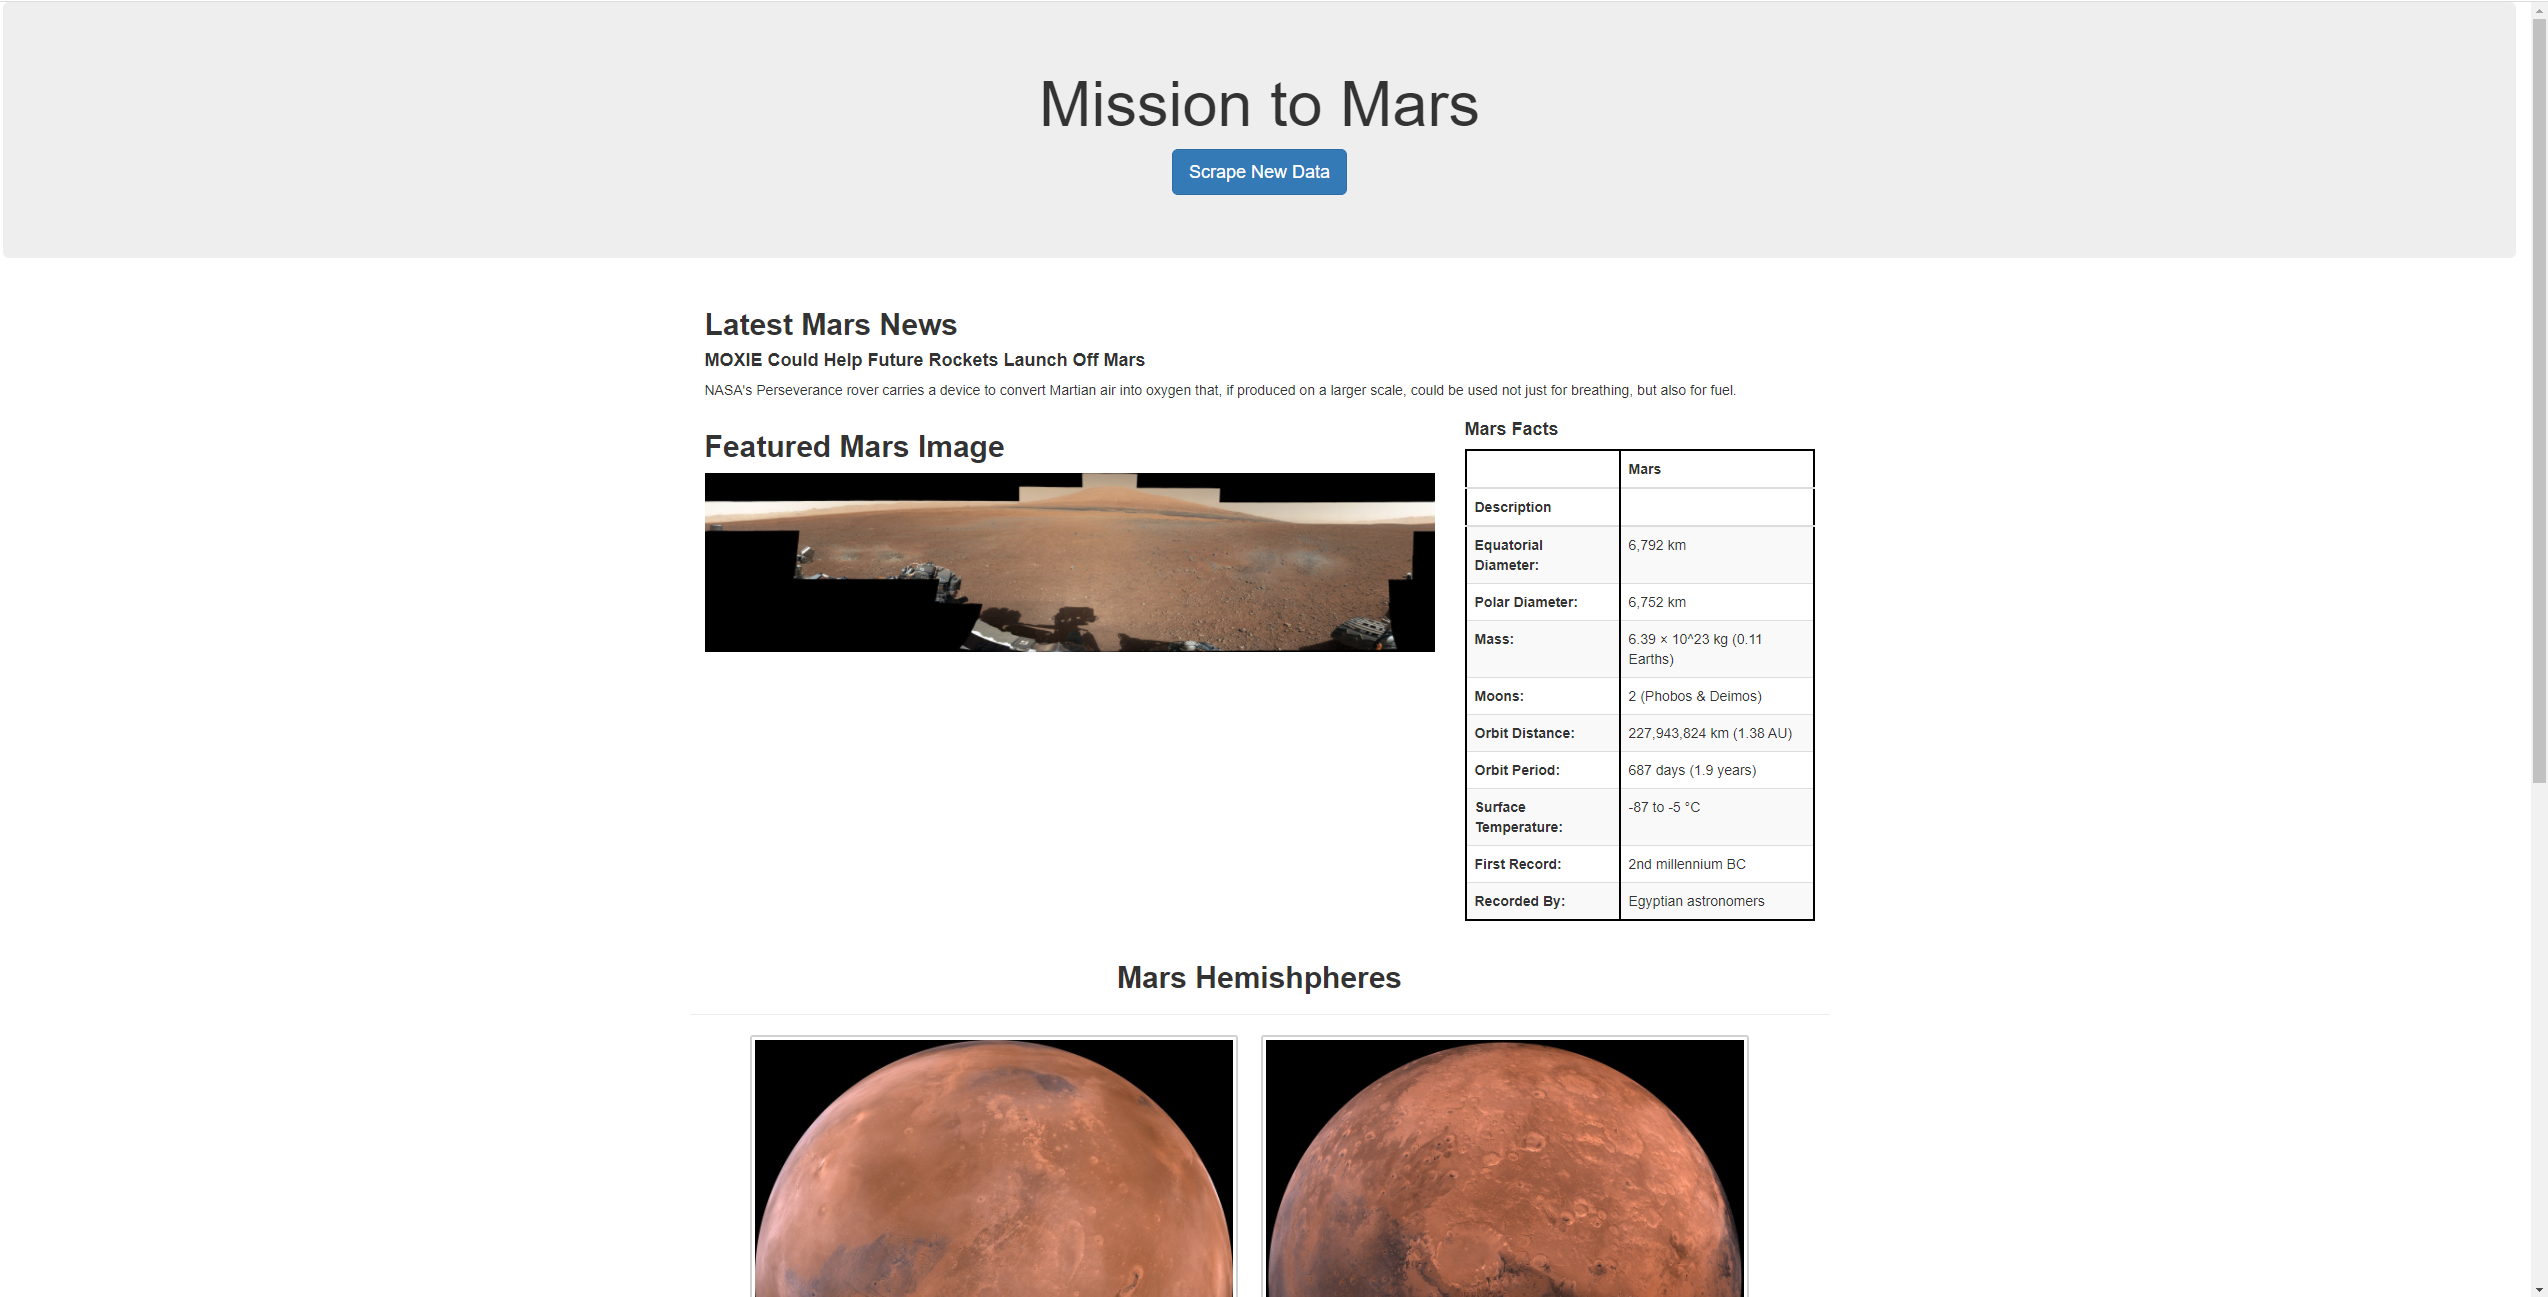 Mission to Mars
Scrape New Data
Latest Mars News
MOXIE Could Help Future Rockets Launch Off Mars
NASA's Perseverance rover carries a device to convert Martian air into oxygen that, if produced on a larger scale, could be used not just for breathing, but also for fuel.
Featured Mars Image
Mars Facts
Mars
Description
Equatorial
Diameter:
6,792 km
Polar Diameter:
6,752 km
Mass:
6.39 × 10^23 kg (0.11
Earths)
Moons:
2 (Phobos & Deimos)
Orbit Distance:
227,943,824 km (1.38 AU)
Orbit Period:
687 days (1.9 years)
Surface
Temperature:
-87 to -5 °C
First Record:
2nd millennium BC
Recorded By:
Egyptian astronomers
Mars Hemishpheres